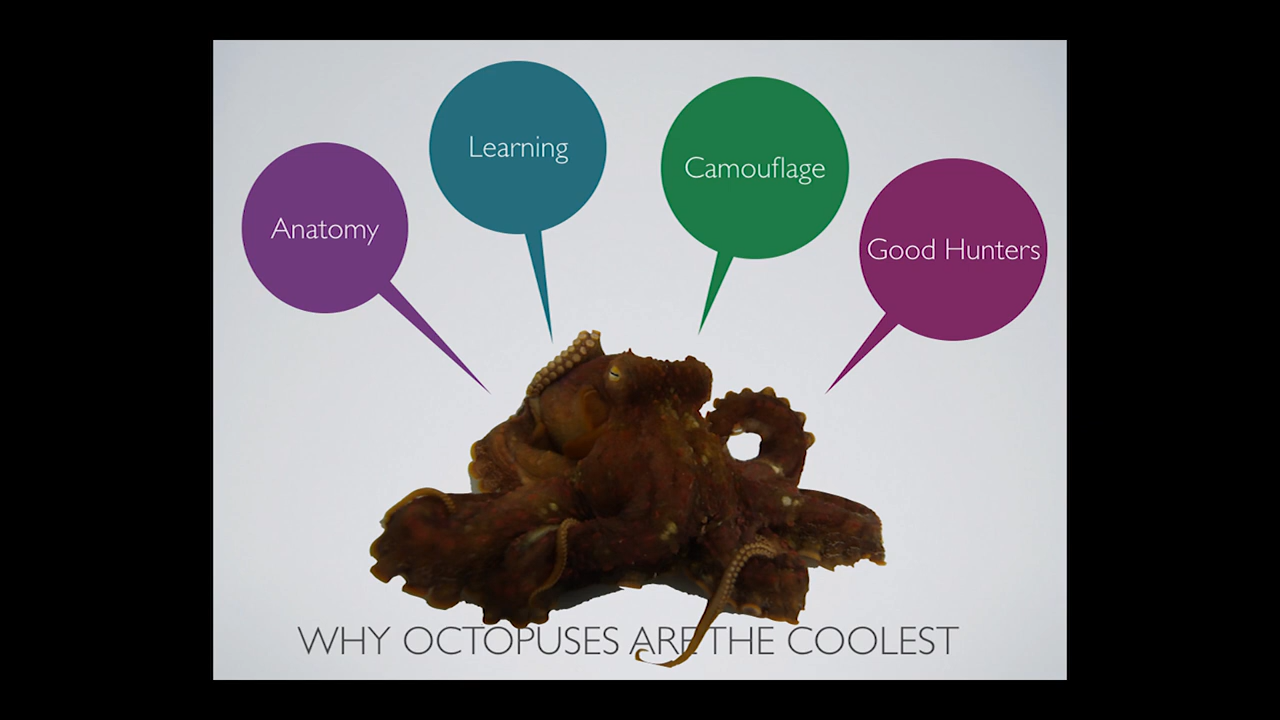 Learning
Camouflage
Anatomy
Good Hunters
WHY OCTOPUSES ARE THE COOLEST